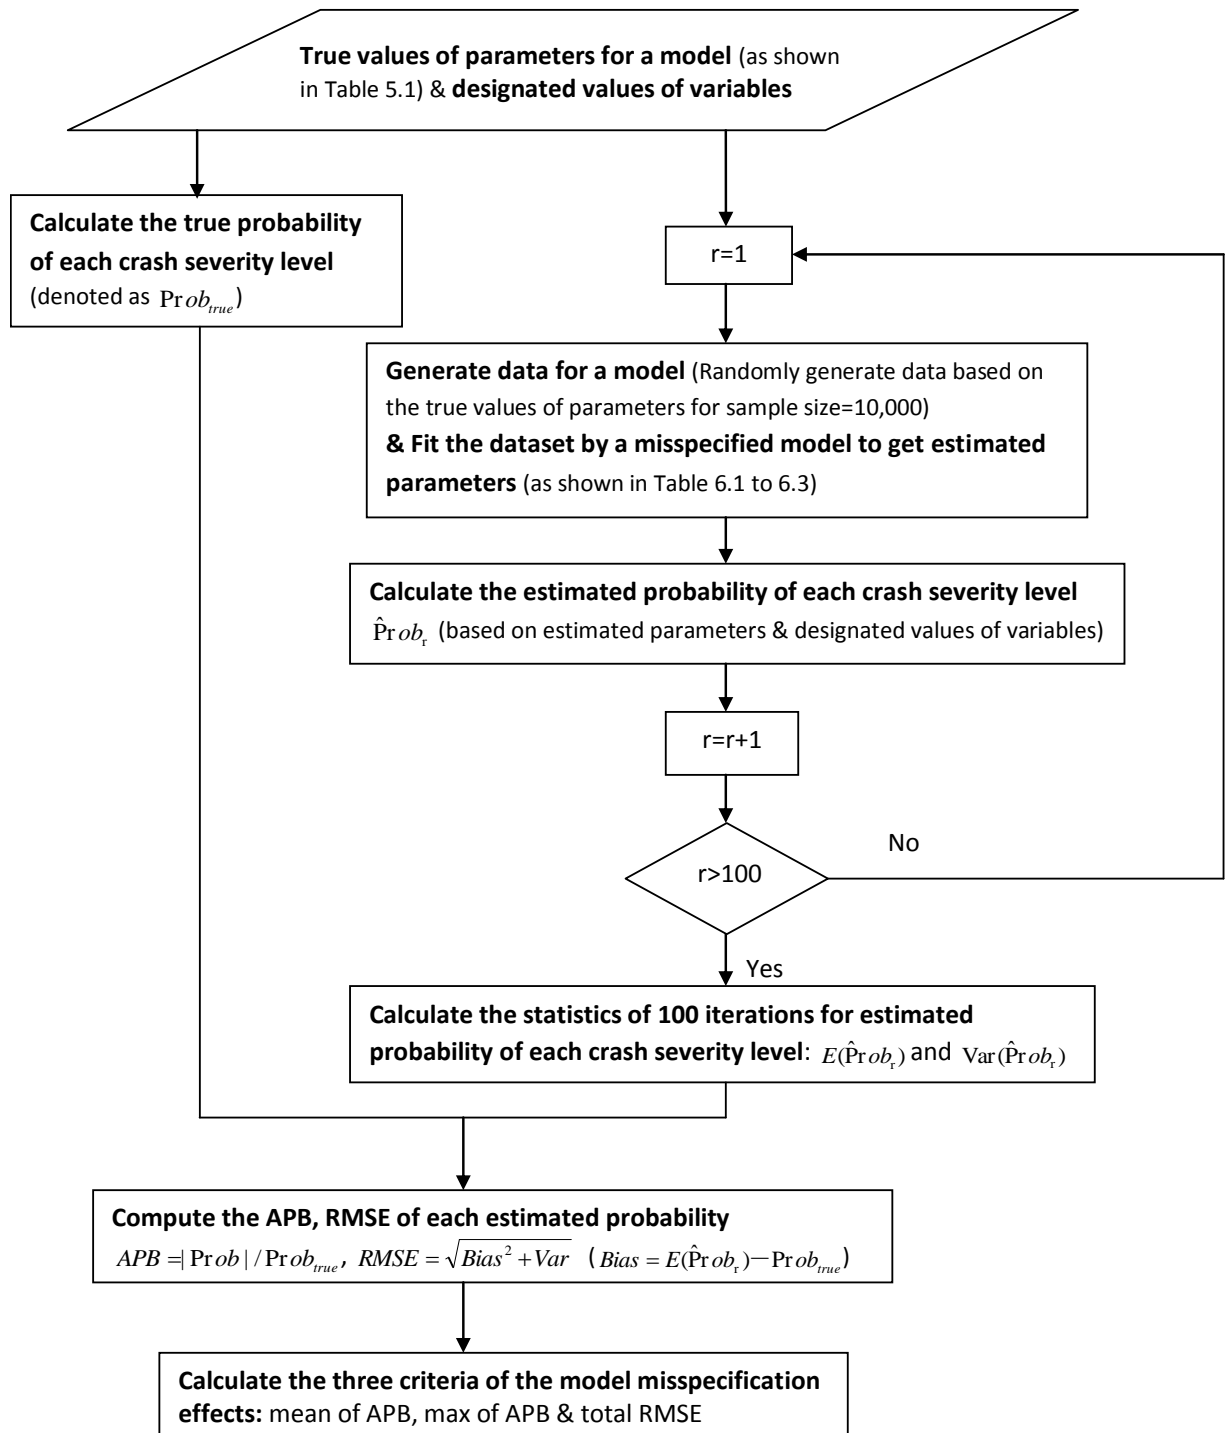 True values of parameters for a model (as shown
in Table 5.1) & designated values of variables
Calculate the true probability
of each crash severity level
(denoted as Prob_true)
r=1
Generate data for a model (Randomly generate data based on
the true values of parameters for sample size=10,000)
& Fit the dataset by a misspecified model to get estimated
parameters (as shown in Table 6.1 to 6.3)
Calculate the estimated probability of each crash severity level
P̂rob_r (based on estimated parameters & designated values of variables)
r=r+1
r>100
No
Yes
Calculate the statistics of 100 iterations for estimated
probability of each crash severity level: E(P̂rob_r) and Var(P̂rob_r)
Compute the APB, RMSE of each estimated probability
APB =| Prob | / Prob_true, RMSE = √(Bias² + Var) (Bias = E(P̂rob_r)−Prob_true)
Calculate the three criteria of the model misspecification
effects: mean of APB, max of APB & total RMSE